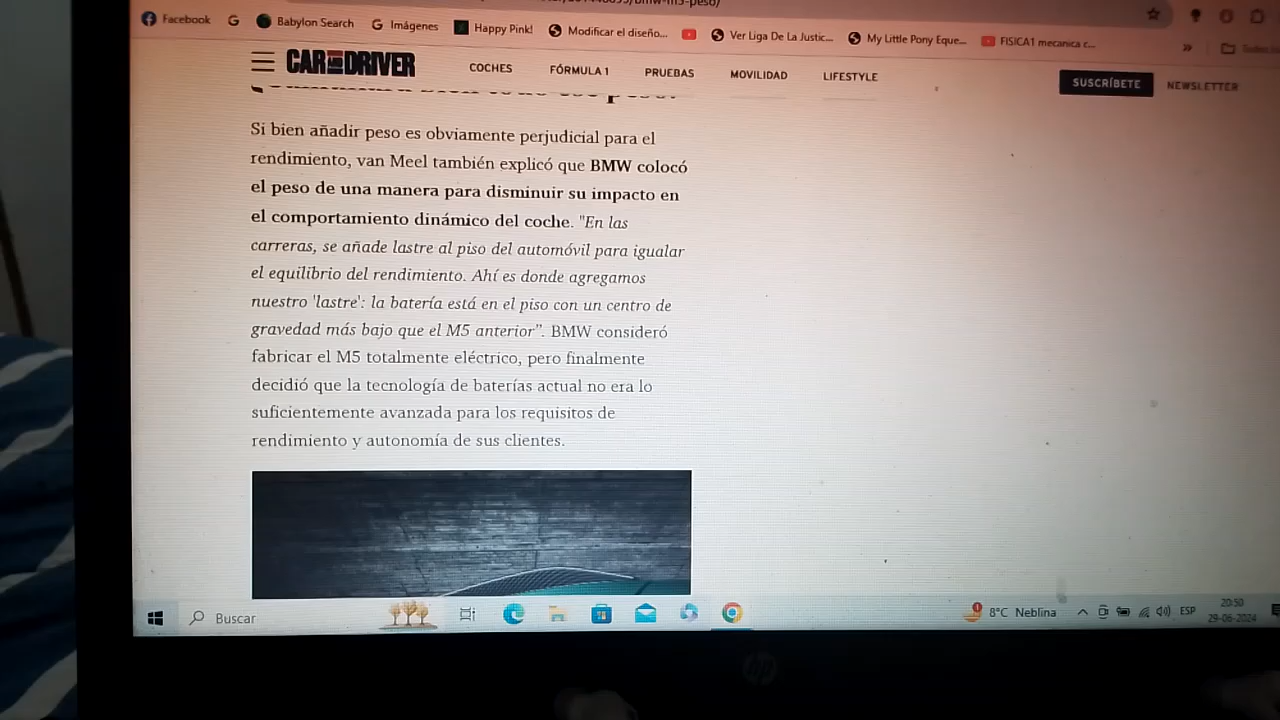 Facebook
Babylon Search
Imágenes
Happy Pink!
Modificar el diseño...
Ver Liga De La Justic...
My Little Pony Eque...
FISICA1 mecanica c...
CAR AND DRIVER
COCHES
FÓRMULA 1
PRUEBAS
MOVILIDAD
LIFESTYLE
SUSCRÍBETE
NEWSLETTER
Si bien añadir peso es obviamente perjudicial para el
rendimiento, van Meel también explicó que BMW colocó
el peso de una manera para disminuir su impacto en
el comportamiento dinámico del coche. "En las
carreras, se añade lastre al piso del automóvil para igualar
el equilibrio del rendimiento. Ahí es donde agregamos
nuestro 'lastre': la batería está en el piso con un centro de
gravedad más bajo que el M5 anterior”. BMW consideró
fabricar el M5 totalmente eléctrico, pero finalmente
decidió que la tecnología de baterías actual no era lo
suficientemente avanzada para los requisitos de
rendimiento y autonomía de sus clientes.
Buscar
8°C Neblina
ESP
20:50
29-06-2024
hp